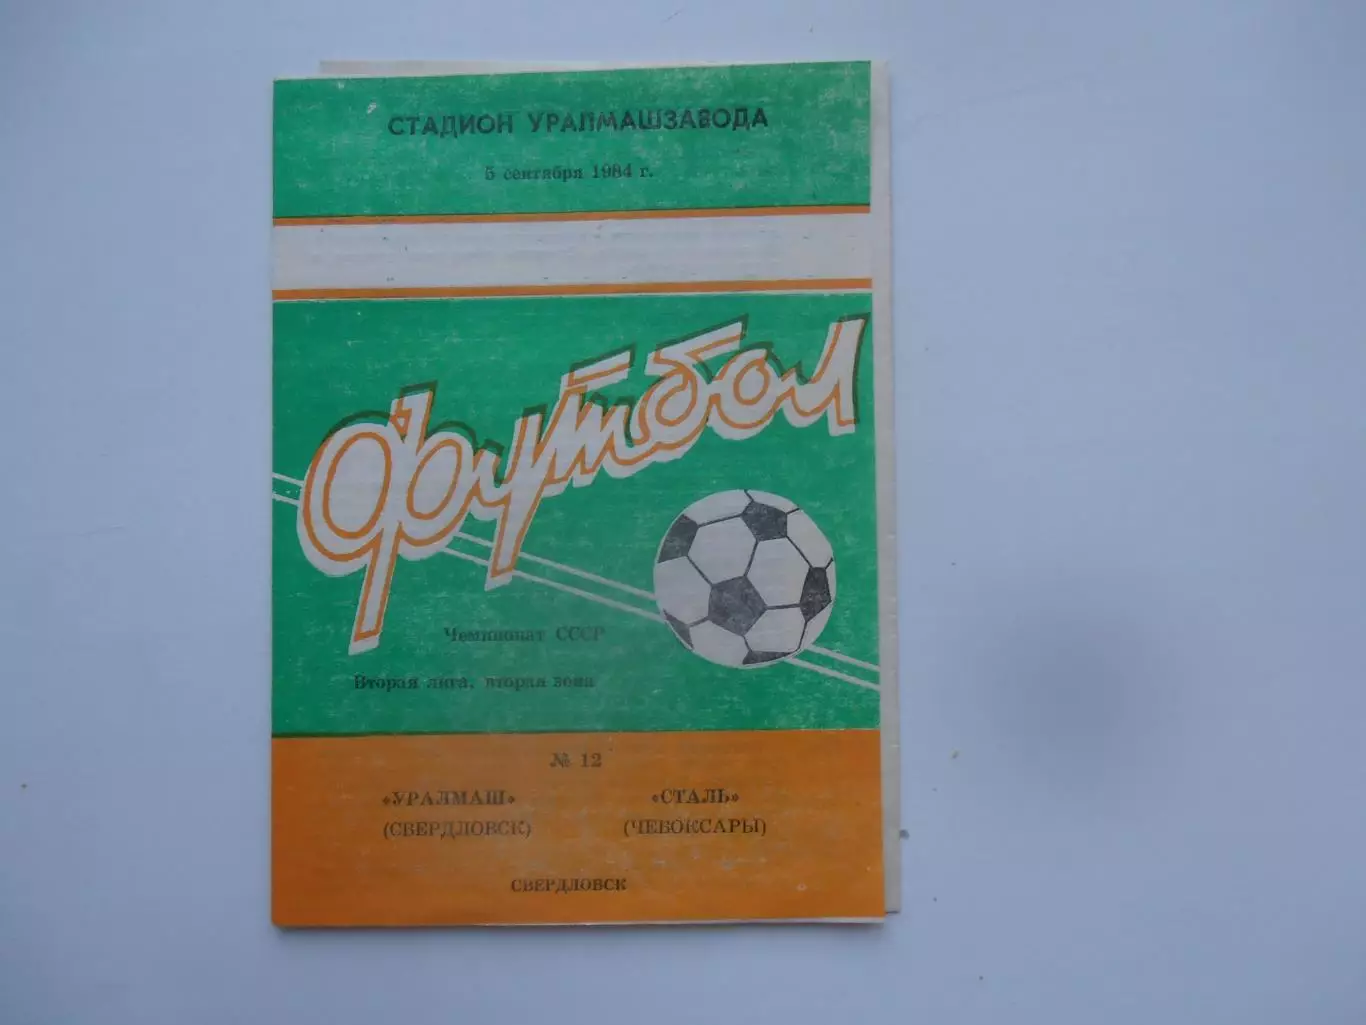 СТАДИОН УРАЛМАШЗАВОДА
5 сентября 1984 г.
Футбол
Чемпионат СССР
Вторая лига, вторая зона
№ 12
«УРАЛМАШ» «СТАЛЬ»
(СВЕРДЛОВСК) (ЧЕБОКСАРЫ)
СВЕРДЛОВСК